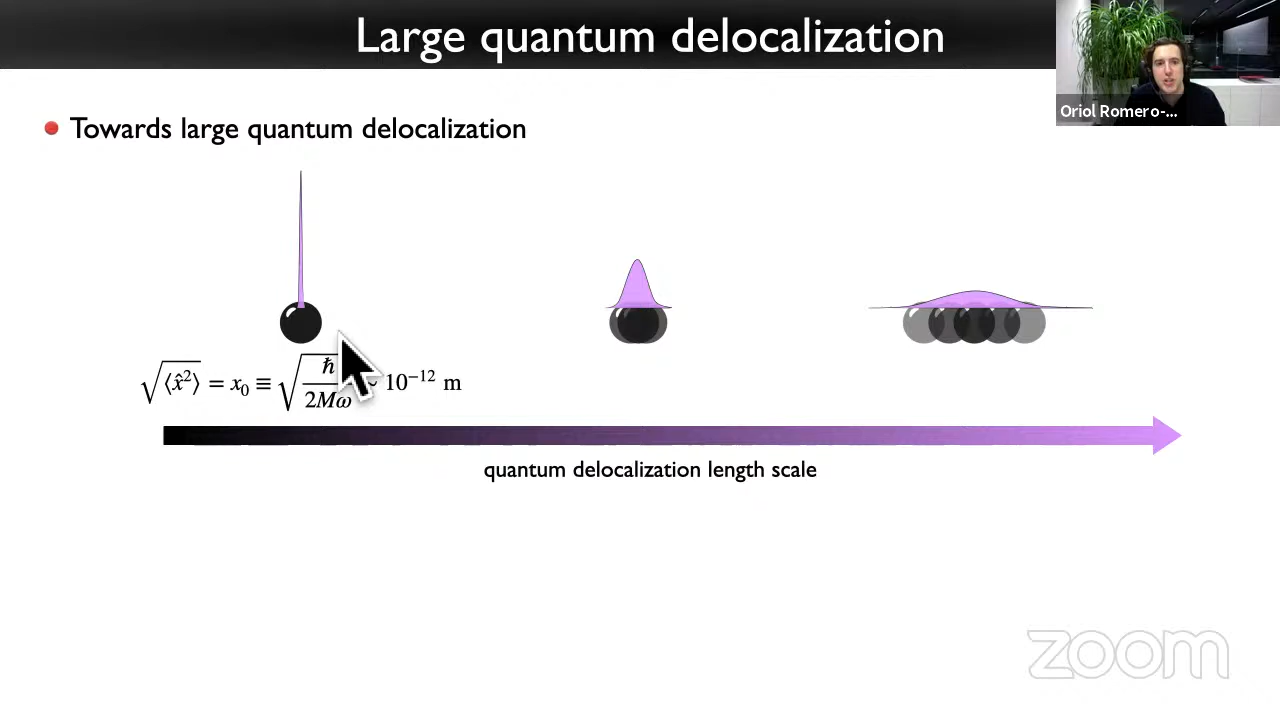 Large quantum delocalization
Oriol Romero-...
Towards large quantum delocalization
√⟨x̂²⟩ = x₀ ≡ √ħ/2Mω ~ 10⁻¹² m
quantum delocalization length scale
zoom